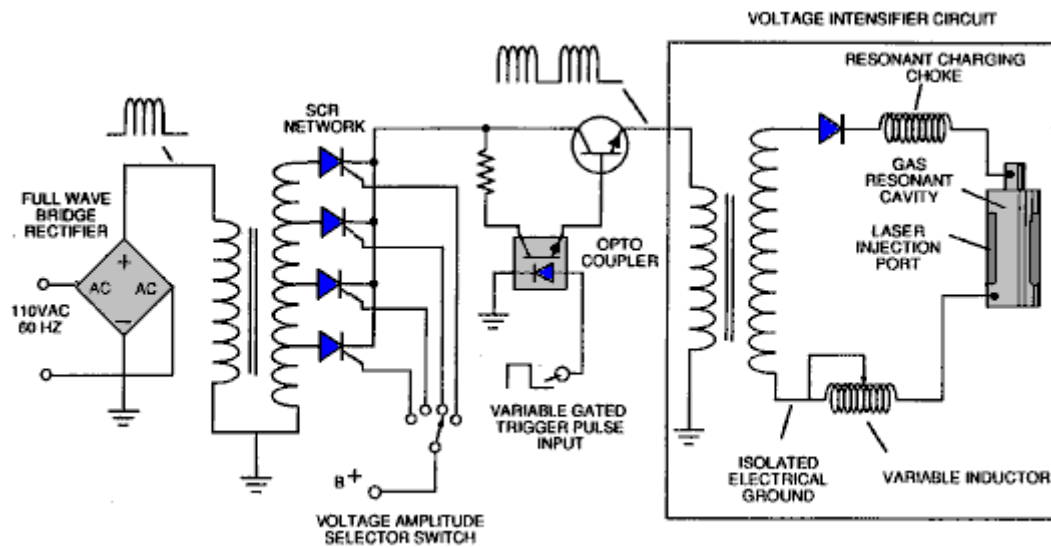 VOLTAGE INTENSIFIER CIRCUIT
RESONANT CHARGING
CHOKE
SCR
NETWORK
GAS
RESONANT
CAVITY
FULL WAVE
BRIDGE
RECTIFIER
LASER
INJECTION
PORT
OPTO
COUPLER
+
AC AC
−
110VAC
60 HZ
VARIABLE GATED
TRIGGER PULSE
INPUT
ISOLATED
ELECTRICAL
GROUND
VARIABLE INDUCTOR
B+
VOLTAGE AMPLITUDE
SELECTOR SWITCH